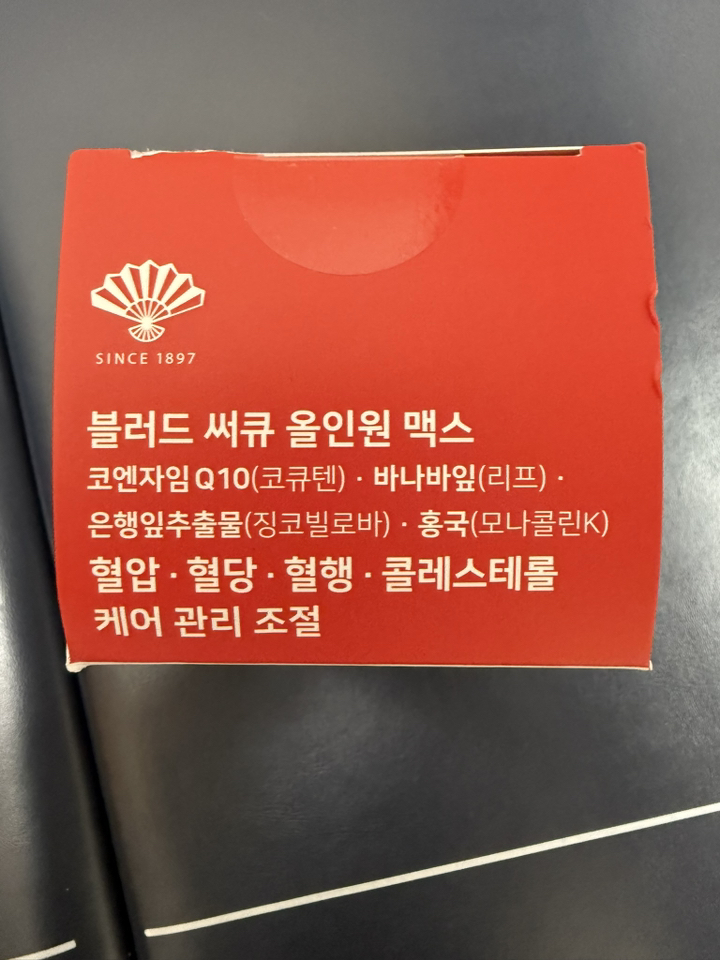 SINCE 1897
블러드 써큐 올인원 맥스
코엔자임Q10(코큐텐) · 바나바잎(리프) ·
은행잎추출물(징코빌로바) · 홍국(모나콜린K)
혈압 · 혈당 · 혈행 · 콜레스테롤
케어 관리 조절